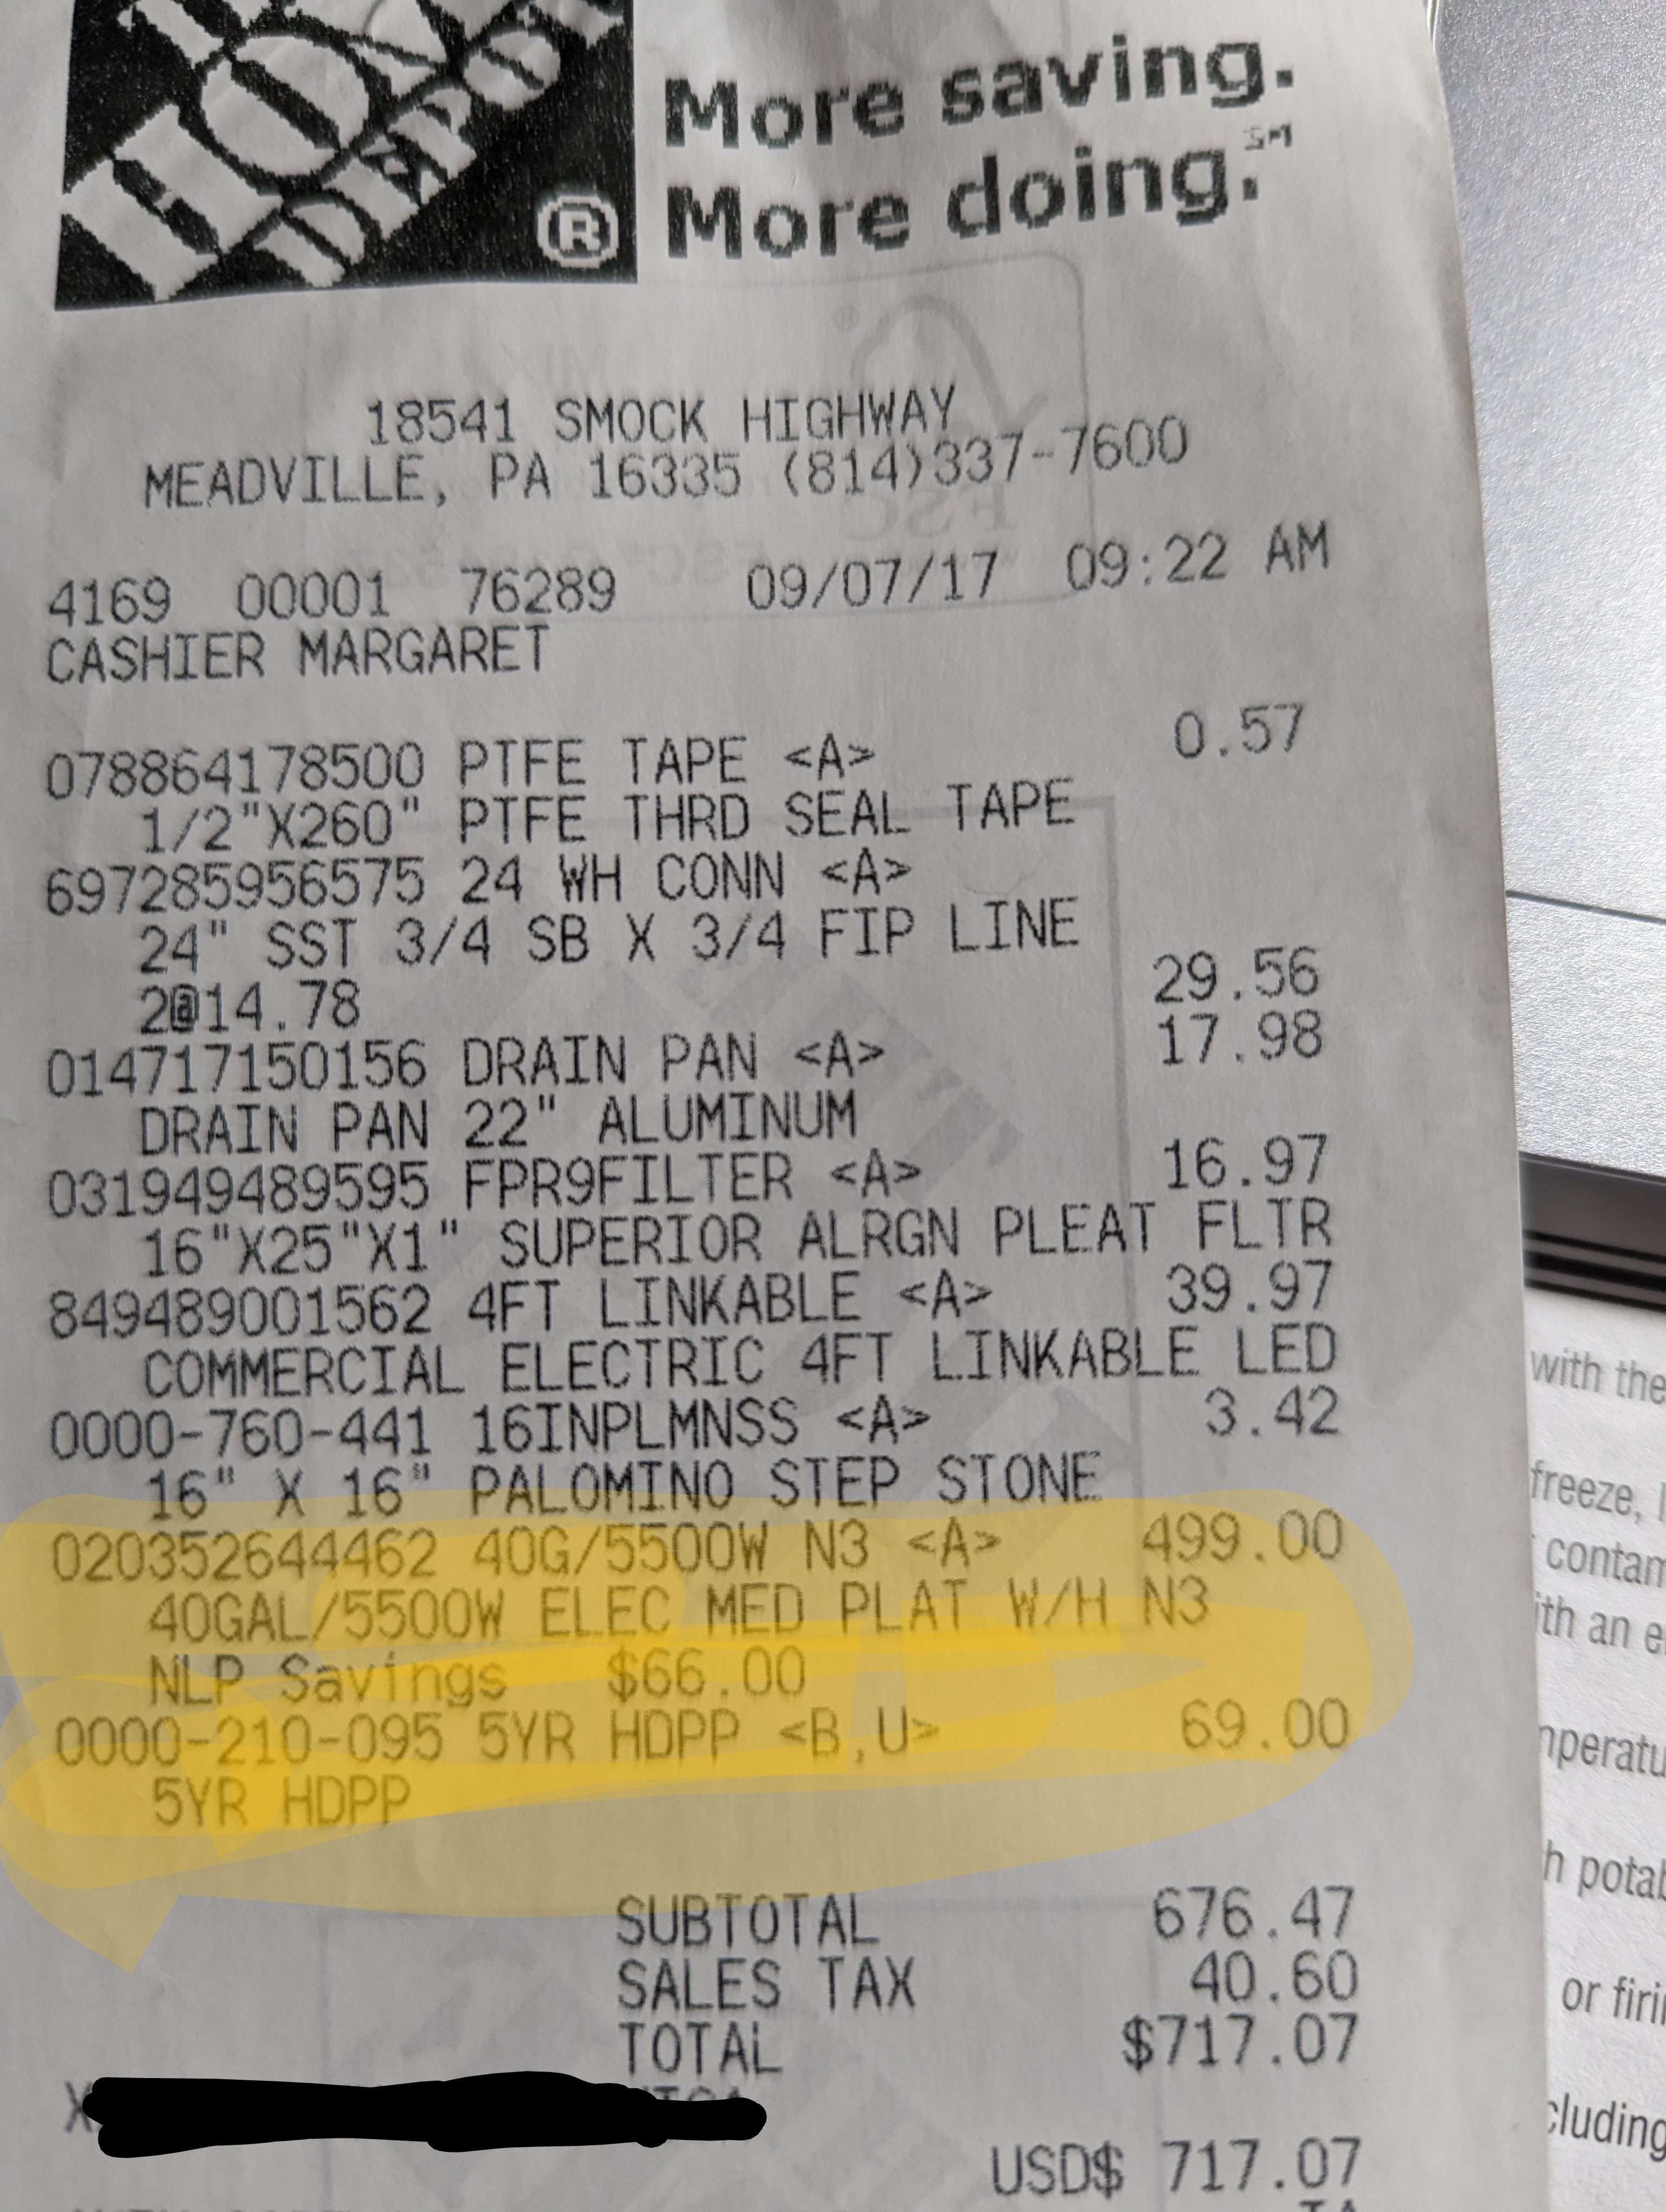 More saving.
More doing.℠
®
18541 SMOCK HIGHWAY
MEADVILLE, PA 16335 (814)337-7600
4169 00001 76289 09/07/17 09:22 AM
CASHIER MARGARET
078864178500 PTFE TAPE <A> 0.57
1/2"X260" PTFE THRD SEAL TAPE
697285956575 24 WH CONN <A>
24" SST 3/4 SB X 3/4 FIP LINE
2@14.78 29.56
014717150156 DRAIN PAN <A> 17.98
DRAIN PAN 22" ALUMINUM
031949489595 FPR9FILTER <A> 16.97
16"X25"X1" SUPERIOR ALRGN PLEAT FLTR
849489001562 4FT LINKABLE <A> 39.97
COMMERCIAL ELECTRIC 4FT LINKABLE LED
0000-760-441 16INPLMNSS <A> 3.42
16" X 16" PALOMINO STEP STONE
020352644462 40G/5500W N3 <A> 499.00
40GAL/5500W ELEC MED PLAT W/H N3
NLP Savings $66.00
0000-210-095 5YR HDPP <B,U> 69.00
5YR HDPP
SUBTOTAL 676.47
SALES TAX 40.60
TOTAL $717.07
X
USD$ 717.07
with the
freeze,
contam
ith an e
nperatu
h potab
or firi
cluding